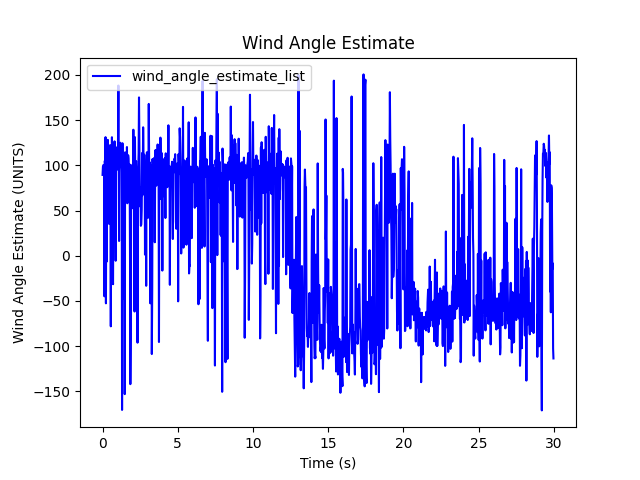 Wind Angle Estimate
wind_angle_estimate_list
Wind Angle Estimate (UNITS)
200
150
100
50
0
−50
−100
−150
0 5 10 15 20 25 30
Time (s)